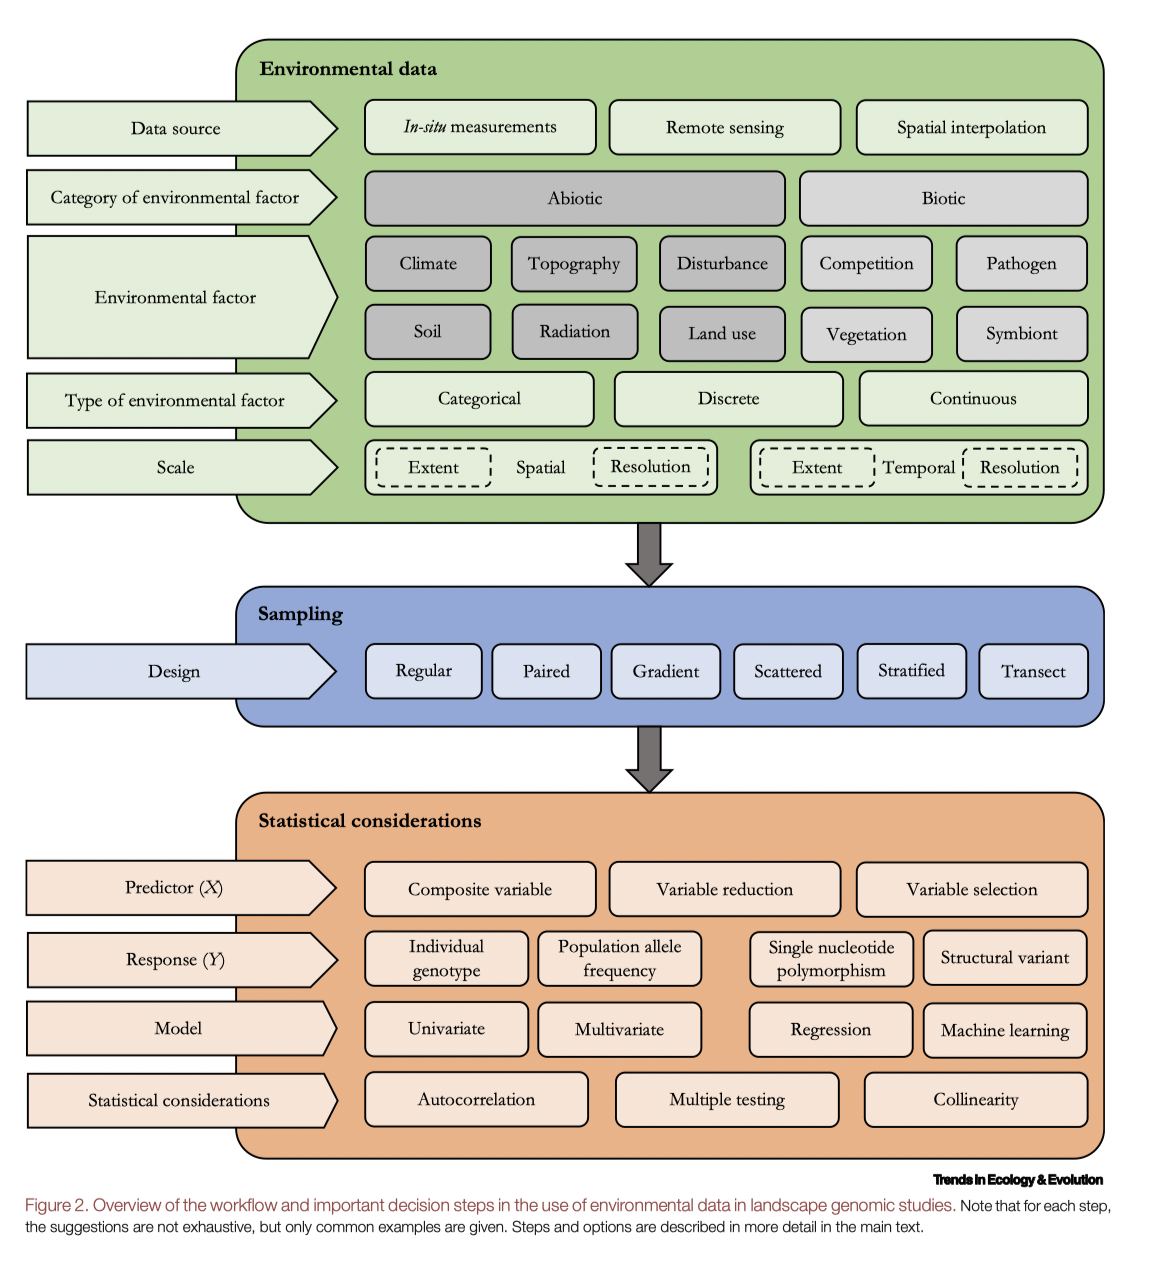 Environmental data
Data source
In-situ measurements
Remote sensing
Spatial interpolation
Category of environmental factor
Abiotic
Biotic
Environmental factor
Climate
Topography
Disturbance
Competition
Pathogen
Soil
Radiation
Land use
Vegetation
Symbiont
Type of environmental factor
Categorical
Discrete
Continuous
Scale
Extent
Spatial
Resolution
Extent
Temporal
Resolution
Sampling
Design
Regular
Paired
Gradient
Scattered
Stratified
Transect
Statistical considerations
Predictor (X)
Composite variable
Variable reduction
Variable selection
Response (Y)
Individual
genotype
Population allele
frequency
Single nucleotide
polymorphism
Structural variant
Model
Univariate
Multivariate
Regression
Machine learning
Statistical considerations
Autocorrelation
Multiple testing
Collinearity
Trends in Ecology & Evolution
Figure 2. Overview of the workflow and important decision steps in the use of environmental data in landscape genomic studies. Note that for each step,
the suggestions are not exhaustive, but only common examples are given. Steps and options are described in more detail in the main text.